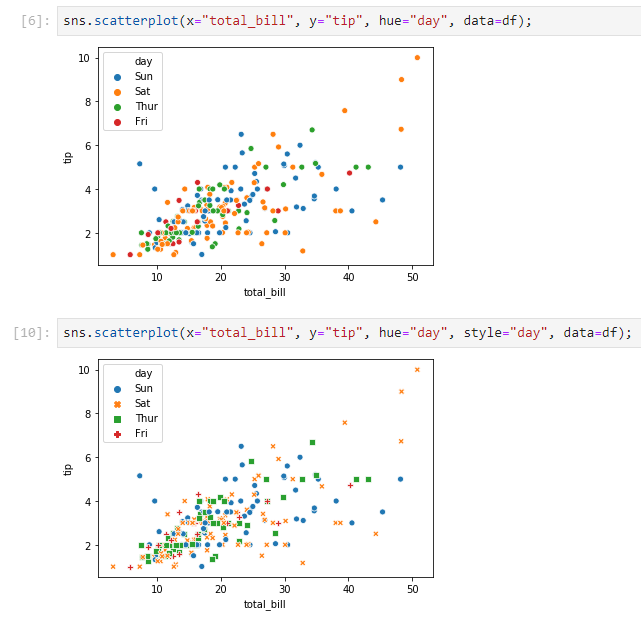 [6]: sns.scatterplot(x="total_bill", y="tip", hue="day", data=df);
day
Sun
Sat
Thur
Fri
10
8
6
4
2
tip
10 20 30 40 50
total_bill
[10]: sns.scatterplot(x="total_bill", y="tip", hue="day", style="day", data=df);
day
Sun
Sat
Thur
Fri
10
8
6
4
2
tip
10 20 30 40 50
total_bill